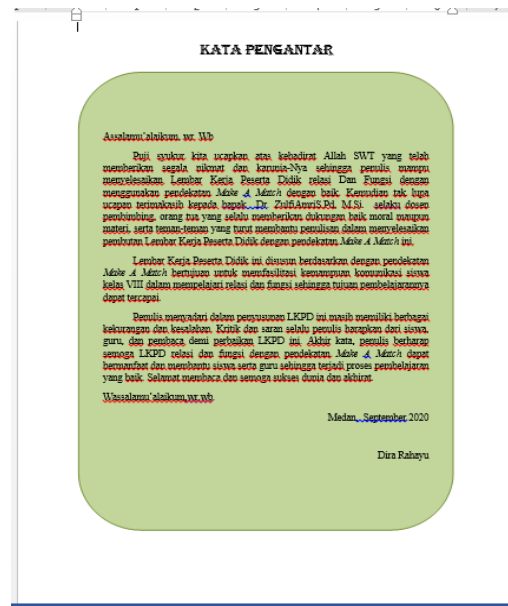 KATA PENGANTAR
Assalamu'alaikum, wr. Wb
Puji syukur kita ucapkan atas kebadirat Allah SWT yang telah
memberikan segala nikmat dan karunia-Nya sehingga penulis mampu
menyelesaikan Lembar Kerja Peserta Didik relasi Dan Fungsi dengan
menggunakan pendekatan Make A Match dengan baik. Kemudian tak lupa
ucapan terimakasih kepada bapak Dr. ZulfiAmriS.Pd, M.Si. selaku dosen
pembimbing, orang tua yang selalu memberikan dukungan baik moral maupun
materi, serta teman-teman yang turut membantu penulisan dalam menyelesaikan
pembutan Lembar Kerja Peserta Didik dengan pendekatan Make A Match ini.
Lembar Kerja Peserta Didik ini disusun berdasarkan dengan pendekatan
Make A Match bertujuan untuk memfasilitasi kemampuan komunikasi siswa
kelas VIII dalam mempelajari relasi dan fungsi sehingga tujuan pembelajarannya
dapat tercapai.
Penulis menyadari dalam penyusunan LKPD ini masih memiliki berbagai
kekurangan dan kesalahan. Kritik dan saran selalu penulis harapkan dari siswa,
guru, dan pembaca demi perbaikan LKPD ini. Akhir kata, penulis berharap
semoga LKPD relasi dan fungsi dengan pendekatan Make A Match dapat
bermanfaat dan membantu siswa serta guru sehingga terjadi proses pembelajaran
yang baik. Selamat membaca dan semoga sukses dunia dan akhirat.
Wassalamu'alaikum,wr,wb.
Medan, September 2020
Dira Rahayu